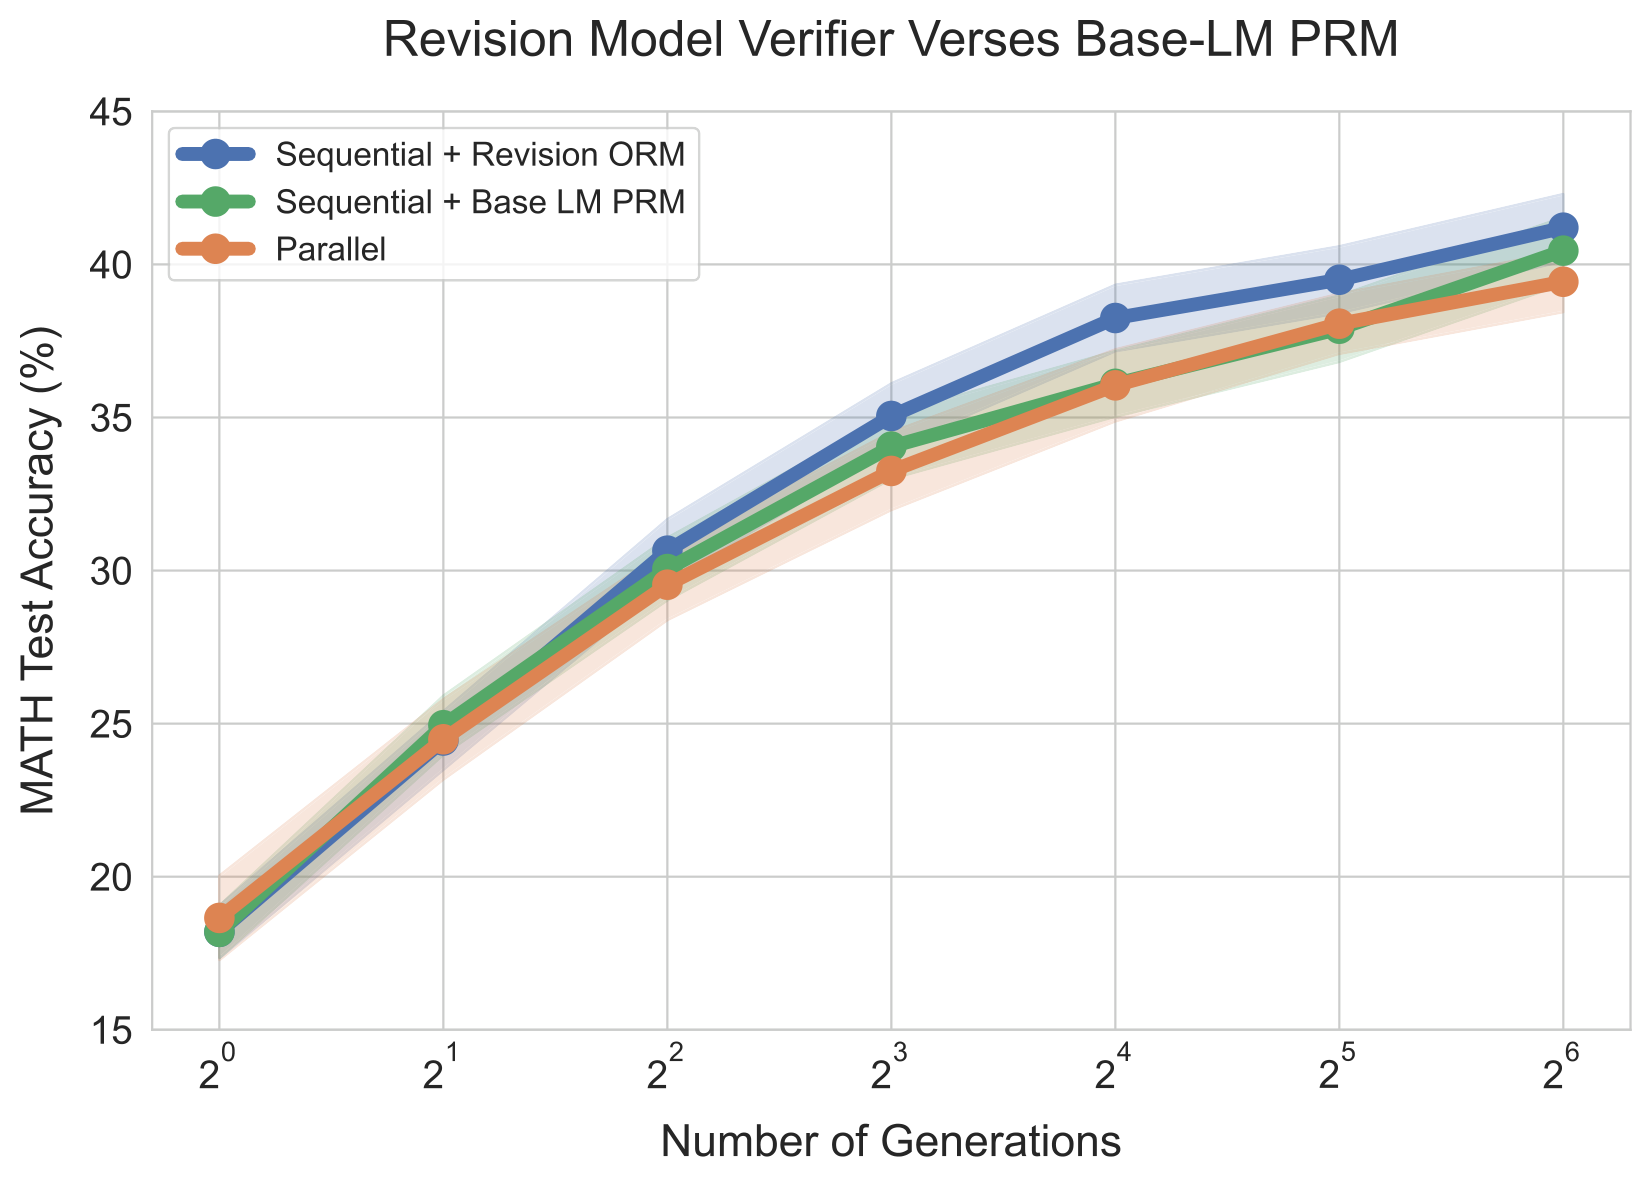 Revision Model Verifier Verses Base-LM PRM
45
40
35
30
25
20
15
MATH Test Accuracy (%)
Sequential + Revision ORM
Sequential + Base LM PRM
Parallel
2^0 2^1 2^2 2^3 2^4 2^5 2^6
Number of Generations